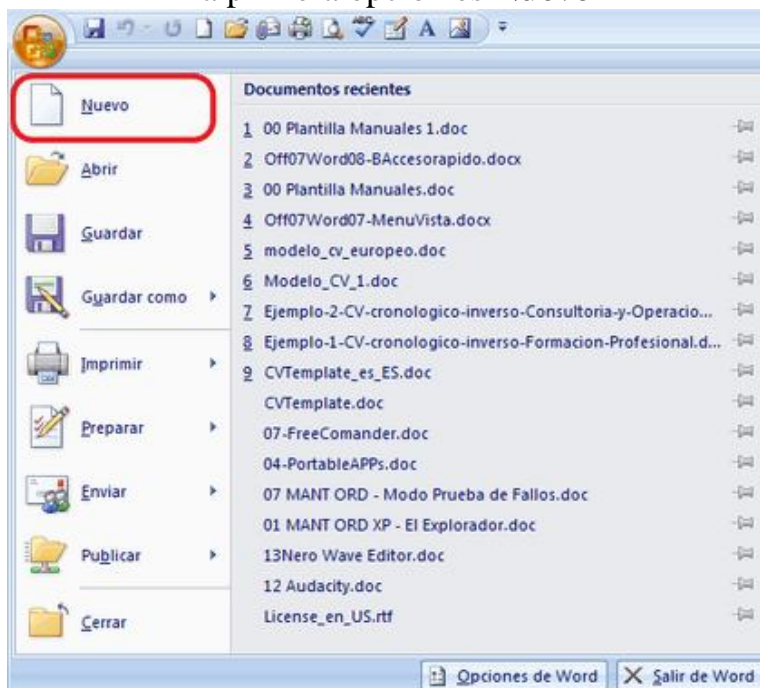 Nuevo
Abrir
Guardar
Guardar como
Imprimir
Preparar
Enviar
Publicar
Cerrar
Documentos recientes
1 00 Plantilla Manuales 1.doc
2 Off07Word08-BAccesorapido.docx
3 00 Plantilla Manuales.doc
4 Off07Word07-MenuVista.docx
5 modelo_cv_europeo.doc
6 Modelo_CV_1.doc
7 Ejemplo-2-CV-cronologico-inverso-Consultoria-y-Operacio...
8 Ejemplo-1-CV-cronologico-inverso-Formacion-Profesional.d...
9 CVTemplate_es_ES.doc
CVTemplate.doc
07-FreeComander.doc
04-PortableAPPs.doc
07 MANT ORD - Modo Prueba de Fallos.doc
01 MANT ORD XP - El Explorador.doc
13Nero Wave Editor.doc
12 Audacity.doc
License_en_US.rtf
Opciones de Word
Salir de Word